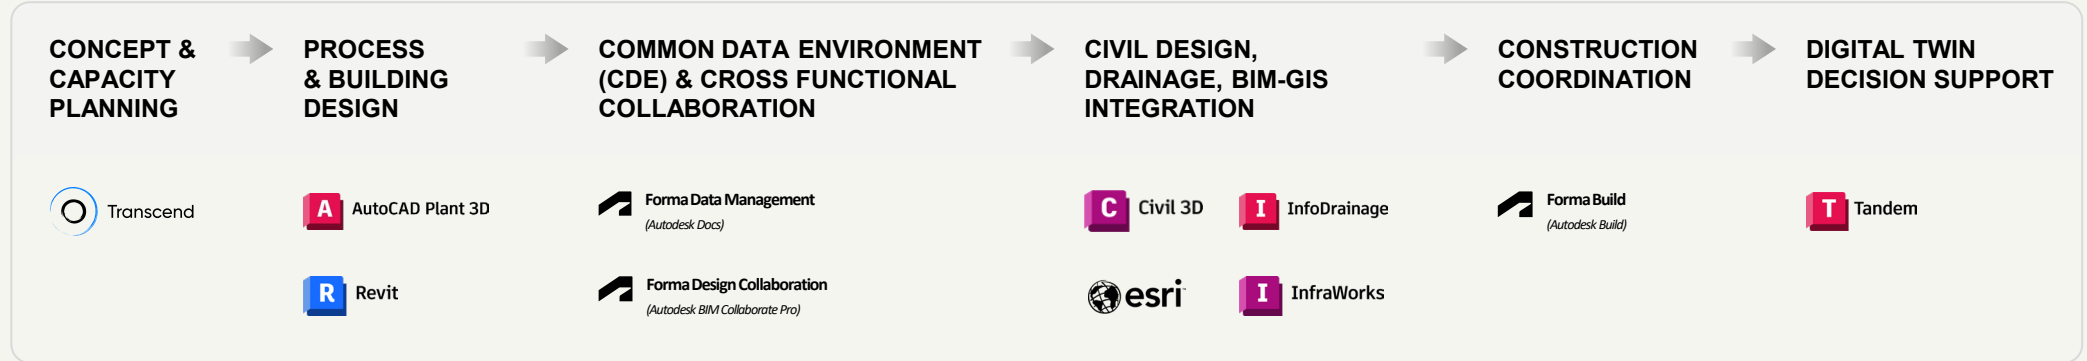 CONCEPT &
CAPACITY
PLANNING
PROCESS
& BUILDING
DESIGN
COMMON DATA ENVIRONMENT
(CDE) & CROSS FUNCTIONAL
COLLABORATION
CIVIL DESIGN,
DRAINAGE, BIM-GIS
INTEGRATION
CONSTRUCTION
COORDINATION
DIGITAL TWIN
DECISION SUPPORT
Transcend
A AutoCAD Plant 3D
R Revit
Forma Data Management
(Autodesk Docs)
Forma Design Collaboration
(Autodesk BIM Collaborate Pro)
C Civil 3D
I InfoDrainage
esri™
I InfraWorks
Forma Build
(Autodesk Build)
T Tandem